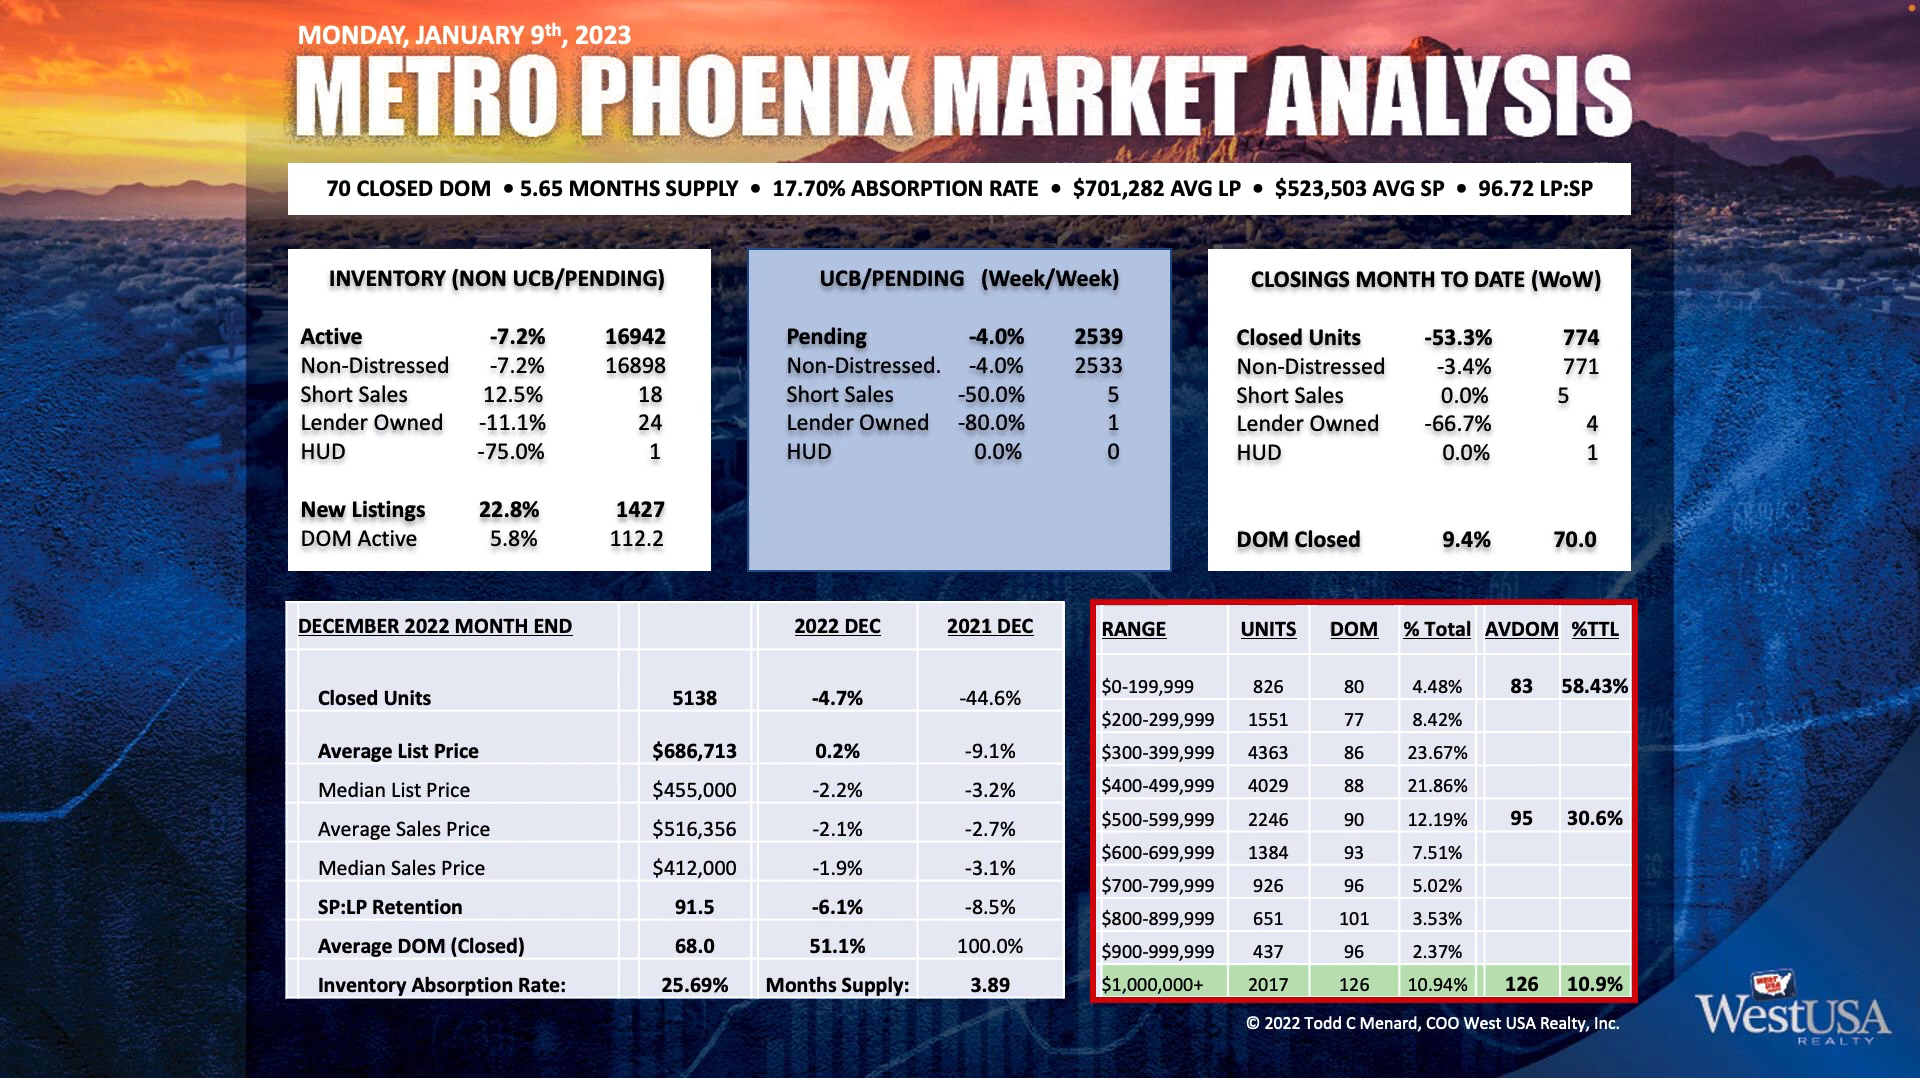 MONDAY, JANUARY 9th, 2023
METRO PHOENIX MARKET ANALYSIS
70 CLOSED DOM • 5.65 MONTHS SUPPLY • 17.70% ABSORPTION RATE • $701,282 AVG LP • $523,503 AVG SP • 96.72 LP:SP
INVENTORY (NON UCB/PENDING)
Active -7.2% 16942
Non-Distressed -7.2% 16898
Short Sales 12.5% 18
Lender Owned -11.1% 24
HUD -75.0% 1
New Listings 22.8% 1427
DOM Active 5.8% 112.2
UCB/PENDING (Week/Week)
Pending -4.0% 2539
Non-Distressed. -4.0% 2533
Short Sales -50.0% 5
Lender Owned -80.0% 1
HUD 0.0% 0
CLOSINGS MONTH TO DATE (WoW)
Closed Units -53.3% 774
Non-Distressed -3.4% 771
Short Sales 0.0% 5
Lender Owned -66.7% 4
HUD 0.0% 1
DOM Closed 9.4% 70.0
DECEMBER 2022 MONTH END 2022 DEC 2021 DEC
Closed Units 5138 -4.7% -44.6%
Average List Price $686,713 0.2% -9.1%
Median List Price $455,000 -2.2% -3.2%
Average Sales Price $516,356 -2.1% -2.7%
Median Sales Price $412,000 -1.9% -3.1%
SP:LP Retention 91.5 -6.1% -8.5%
Average DOM (Closed) 68.0 51.1% 100.0%
Inventory Absorption Rate: 25.69% Months Supply: 3.89
RANGE UNITS DOM % Total AVDOM %TTL
$0-199,999 826 80 4.48% 83 58.43%
$200-299,999 1551 77 8.42%
$300-399,999 4363 86 23.67%
$400-499,999 4029 88 21.86%
$500-599,999 2246 90 12.19% 95 30.6%
$600-699,999 1384 93 7.51%
$700-799,999 926 96 5.02%
$800-899,999 651 101 3.53%
$900-999,999 437 96 2.37%
$1,000,000+ 2017 126 10.94% 126 10.9%
© 2022 Todd C Menard, COO West USA Realty, Inc.
WEST USA
WestUSA
REALTY